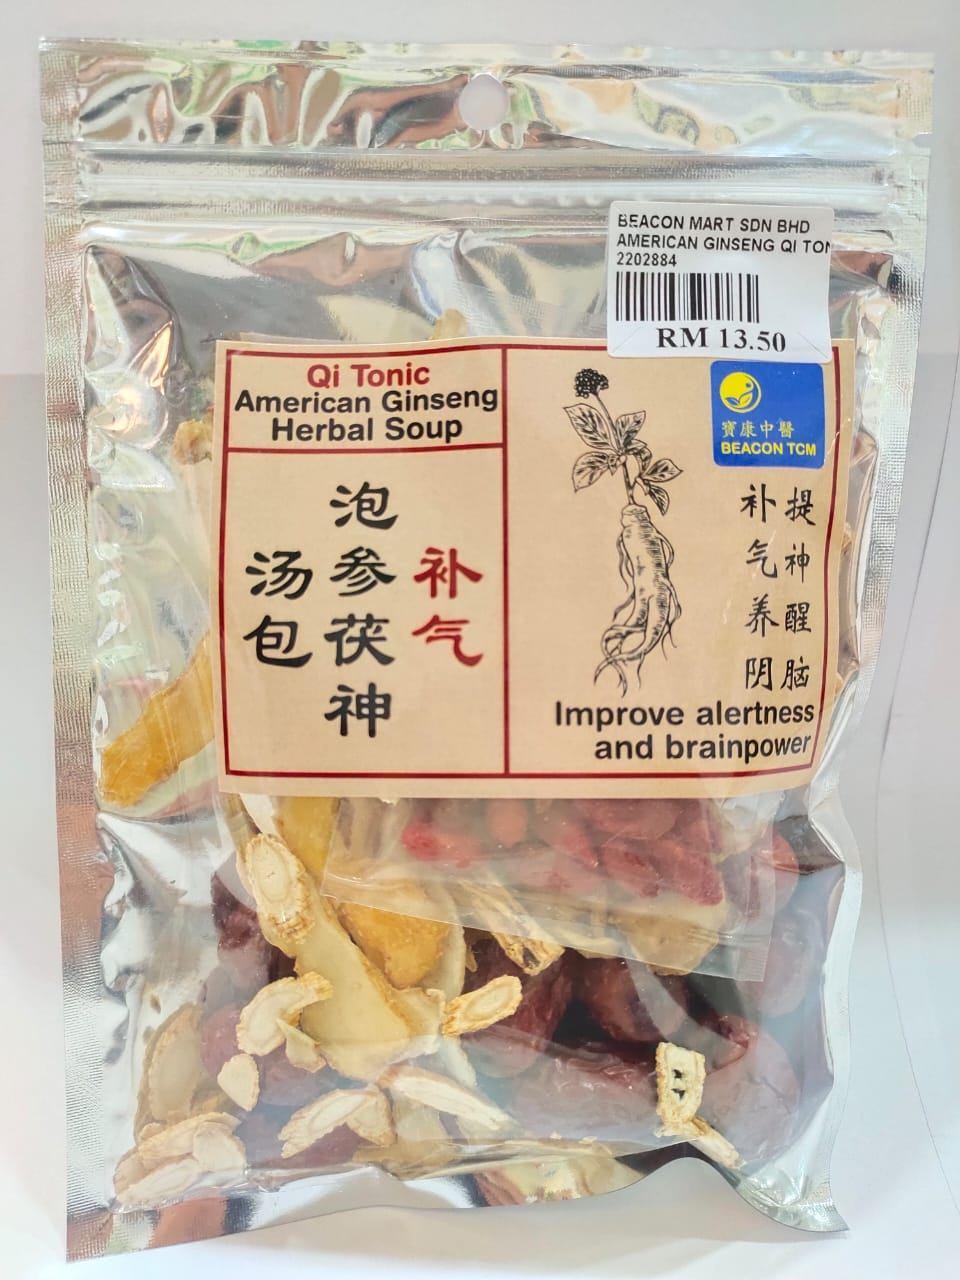 BEACON MART SDN BHD
AMERICAN GINSENG QI TON
2202884
RM 13.50
Qi Tonic
American Ginseng
Herbal Soup
补气
泡参茯神
汤包
寶康中醫
BEACON TCM
提神醒脑
补气养阴
Improve alertness
and brainpower